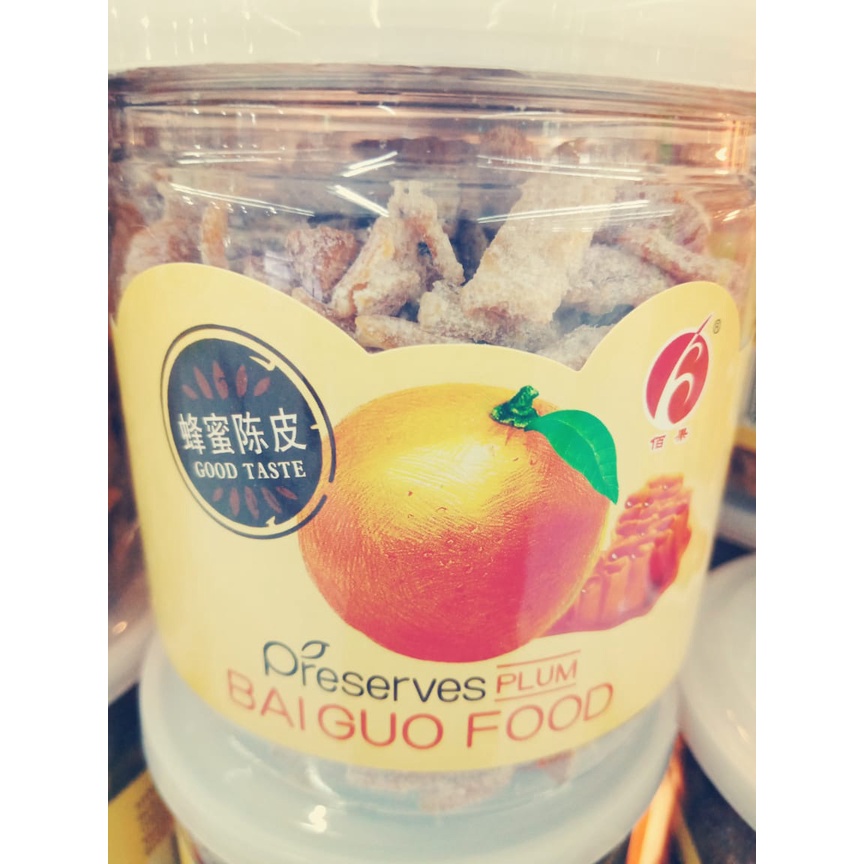 蜂蜜陈皮
GOOD TASTE
®
佰果
Preserves PLUM
BAI GUO FOOD